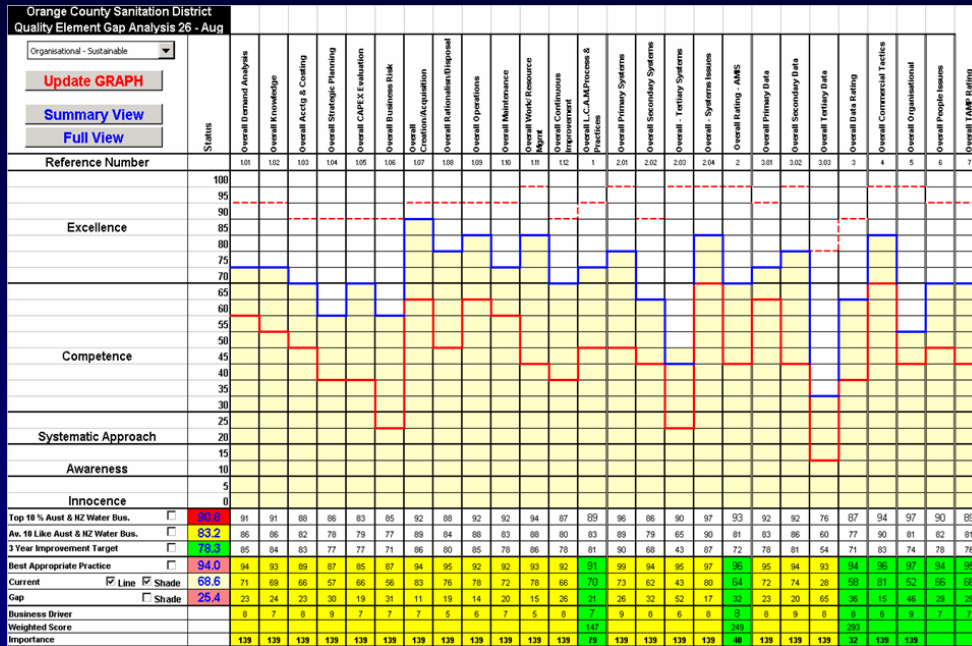 Orange County Sanitation District
Quality Element Gap Analysis 26 - Aug
Organisational - Sustainable
Update GRAPH
Summary View
Full View
Status
Overall Demand Analysis
Overall Knowledge
Overall Acctg & Costing
Overall Strategic Planning
Overall CAPEX Evaluation
Overall Business Risk
Overall Creation/Acquisition
Overall Rationalism/Disposal
Overall Operations
Overall Maintenance
Overall Work/ Resource Mgmt
Overall Continuous Improvement
Overall L.C.A.M.Process & Practices
Overall Primary Systems
Overall Secondary Systems
Overall - Tertiary Systems
Overall - Systems Issues
Overall Rating - AMIS
Overall Primary Data
Overall Secondary Data
Overall Tertiary Data
Overall Data Rating
Overall Commercial Tactics
Overall Organisational
Overall People Issues
Overall TAMP Rating
Reference Number 1.01 1.02 1.03 1.04 1.05 1.06 1.07 1.08 1.09 1.10 1.11 1.12 1 2.01 2.02 2.03 2.04 2 3.01 3.02 3.03 3 4 5 6 7
100
95
90
Excellence 85
80
75
70
65
60
55
50
Competence 45
40
35
30
25
Systematic Approach 20
15
Awareness 10
5
Innocence 0
Top 10 % Aust & NZ Water Bus. 90.8 91 91 88 86 83 85 92 88 92 92 94 87 89 96 86 90 97 93 92 92 76 87 94 97 90
Av. 10 Like Aust & NZ Water Bus. 83.2 86 86 82 78 79 77 89 84 88 83 88 80 83 89 79 65 90 81 83 86 60 77 90 81 82
3 Year Improvement Target 78.3 85 84 83 77 77 71 86 80 85 78 86 78 81 90 68 43 87 72 78 81 54 71 83 74 78
Best Appropriate Practice 94.0 94 93 89 87 85 87 94 95 92 92 93 92 91 99 94 95 97 96 95 94 93 94 96 97 94
Current Line Shade 68.6 71 69 66 57 66 56 83 76 78 72 78 66 70 73 62 43 80 64 72 74 28 58 81 52 66
Gap Shade 25.4 23 24 23 30 19 31 11 19 14 20 15 26 21 26 32 52 17 32 23 20 65 36 15 46 29
Business Driver 8 7 8 9 7 7 7 5 6 7 5 8 7 9 8 6 8 8 8 9 8 8 6 9 7
Weighted Score 147 249 293
Importance 139 139 139 139 139 139 139 139 139 139 139 139 79 139 139 139 139 40 139 139 139 32 139 139